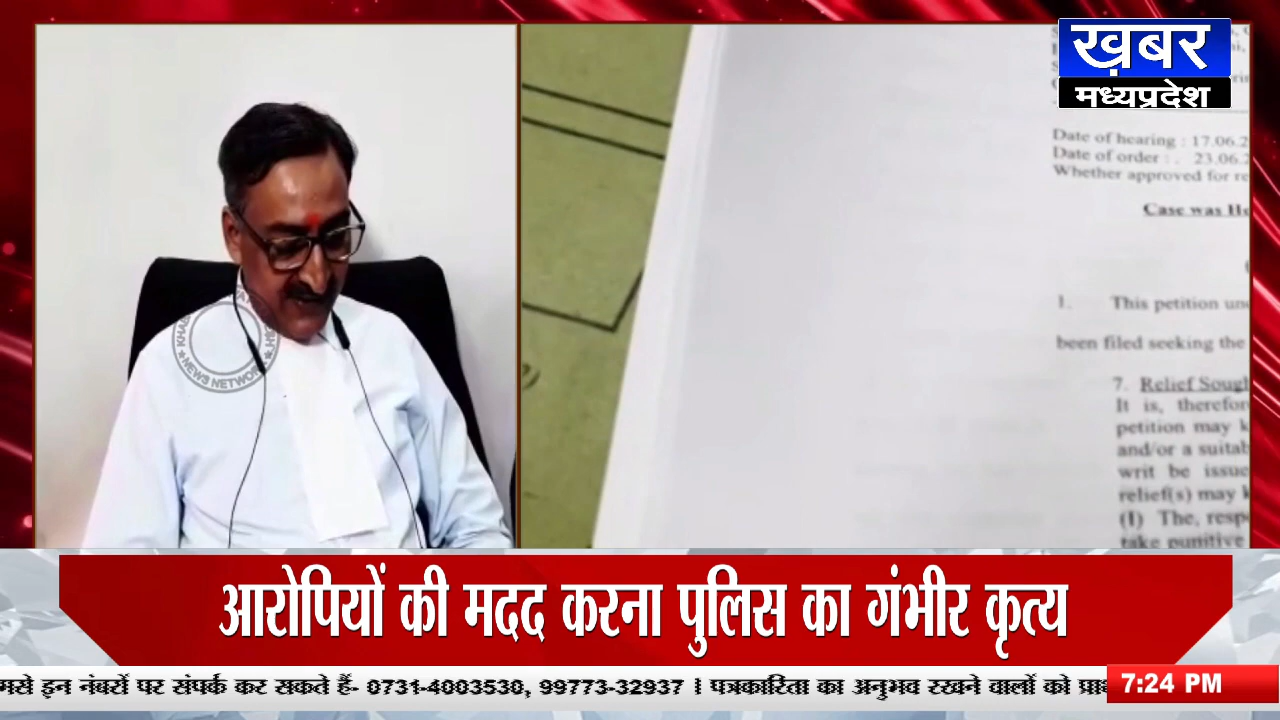 ख़बर
मध्यप्रदेश
Date of hearing : 17.06.2
Date of order : . 23.06.2
Whether approved for re
Case was He
1. This petition un
been filed seeking the
7. Relief Sough
It is, therefor
petition may
and/or a suitab
writ be issue
relief(s) may
(I) The, resp
take punitive
NEWS NETWORK
आरोपियों की मदद करना पुलिस का गंभीर कृत्य
मसे इन नंबरों पर संपर्क कर सकते हैं- 0731-4083530, 99773-32937 । पत्रकारिता का अनुभव रखने वालों को प्रा
7:24 PM